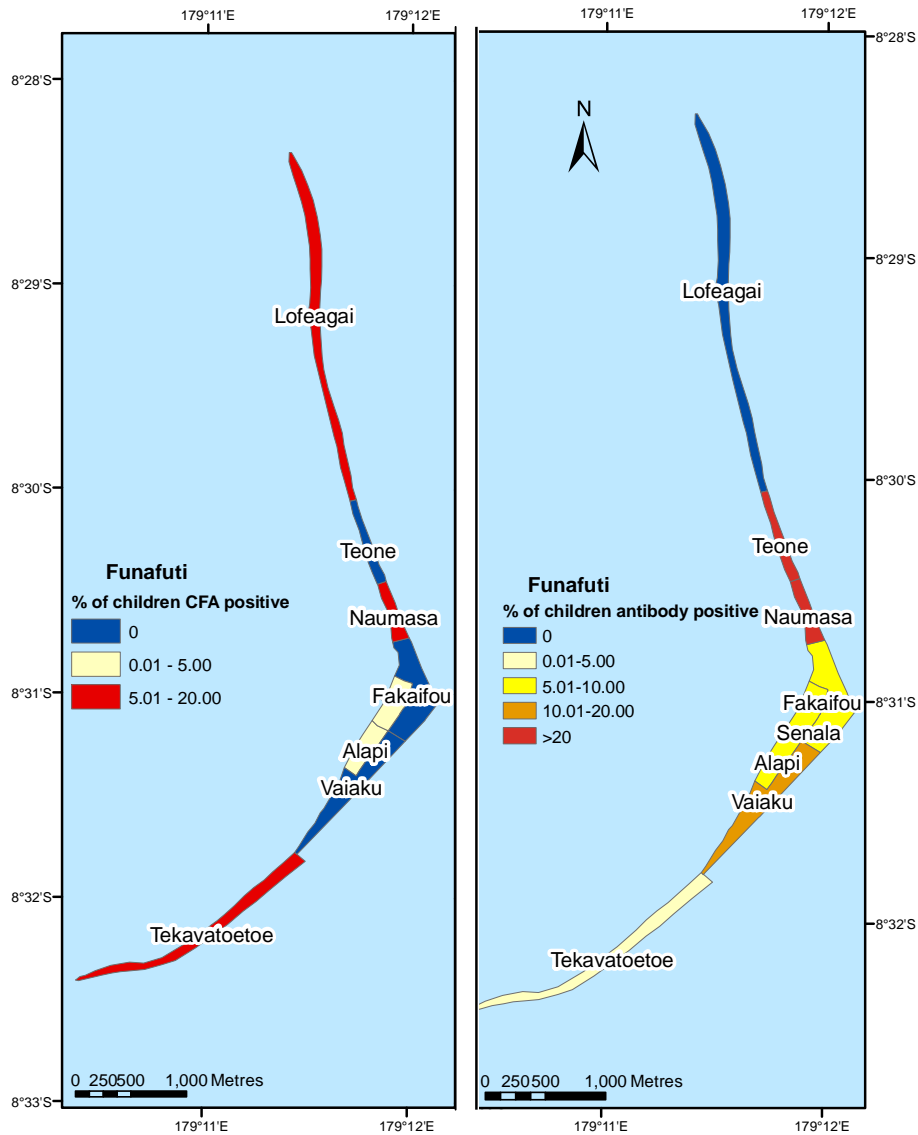 179°11'E 179°12'E
8°28'S
8°29'S
8°30'S
8°31'S
8°32'S
8°33'S
Lofeagai
Teone
Naumasa
Fakaifou
Alapi
Vaiaku
Tekavatoetoe
Funafuti
% of children CFA positive
0
0.01 - 5.00
5.01 - 20.00
0 250500 1,000 Metres
179°11'E 179°12'E
179°11'E 179°12'E
N
8°28'S
8°29'S
8°30'S
8°31'S
8°32'S
Lofeagai
Teone
Naumasa
Fakaifou
Senala
Alapi
Vaiaku
Tekavatoetoe
Funafuti
% of children antibody positive
0
0.01-5.00
5.01-10.00
10.01-20.00
>20
0 250500 1,000 Metres
179°11'E 179°12'E